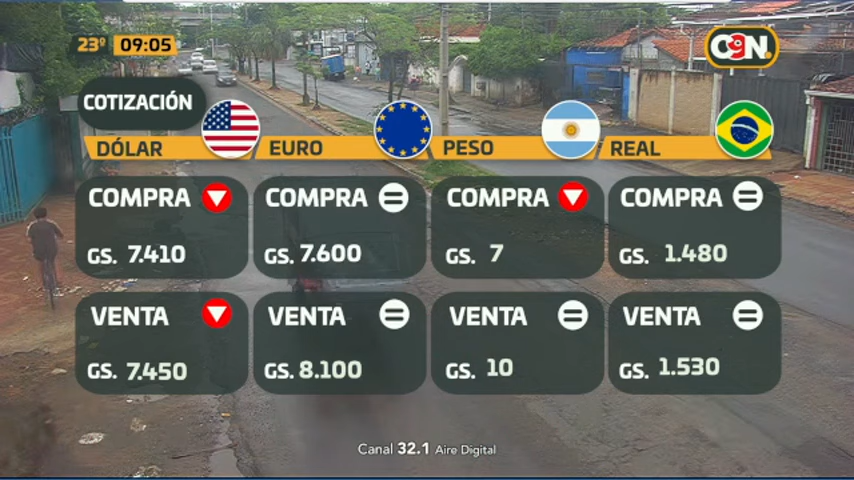 23º 09:05
C9N
COTIZACIÓN
DÓLAR EURO PESO REAL
COMPRA COMPRA COMPRA COMPRA
GS. 7.410 GS. 7.600 GS. 7 GS. 1.480
VENTA VENTA VENTA VENTA
GS. 7.450 GS. 8.100 GS. 10 GS. 1.530
Canal 32.1 Aire Digital